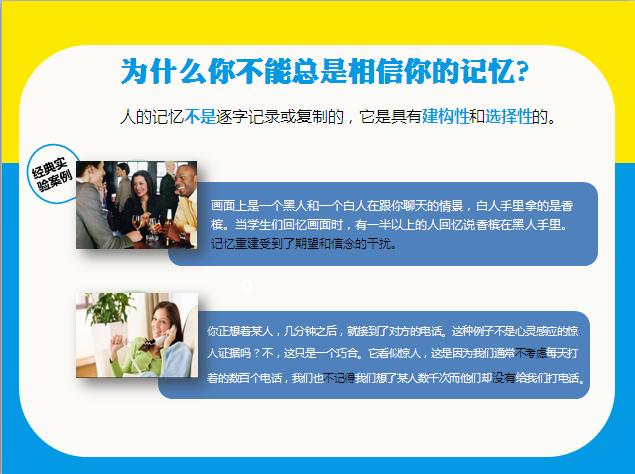 为什么你不能总是相信你的记忆?
人的记忆不是逐字记录或复制的，它是具有建构性和选择性的。
经典实
验案例
画面上是一个黑人和一个白人在跟你聊天的情景，白人手里拿的是香
槟。当学生们回忆画面时，有一半以上的人回忆说香槟在黑人手里。
记忆重建受到了期望和信念的干扰。
你正想着某人，几分钟之后，就接到了对方的电话。这种例子不是心灵感应的惊
人证据吗？不，这只是一个巧合。它看似惊人，这是因为我们通常不考虑每天打
着的数百个电话，我们也不记得我们想了某人数千次而他们却没有给我们打电话。